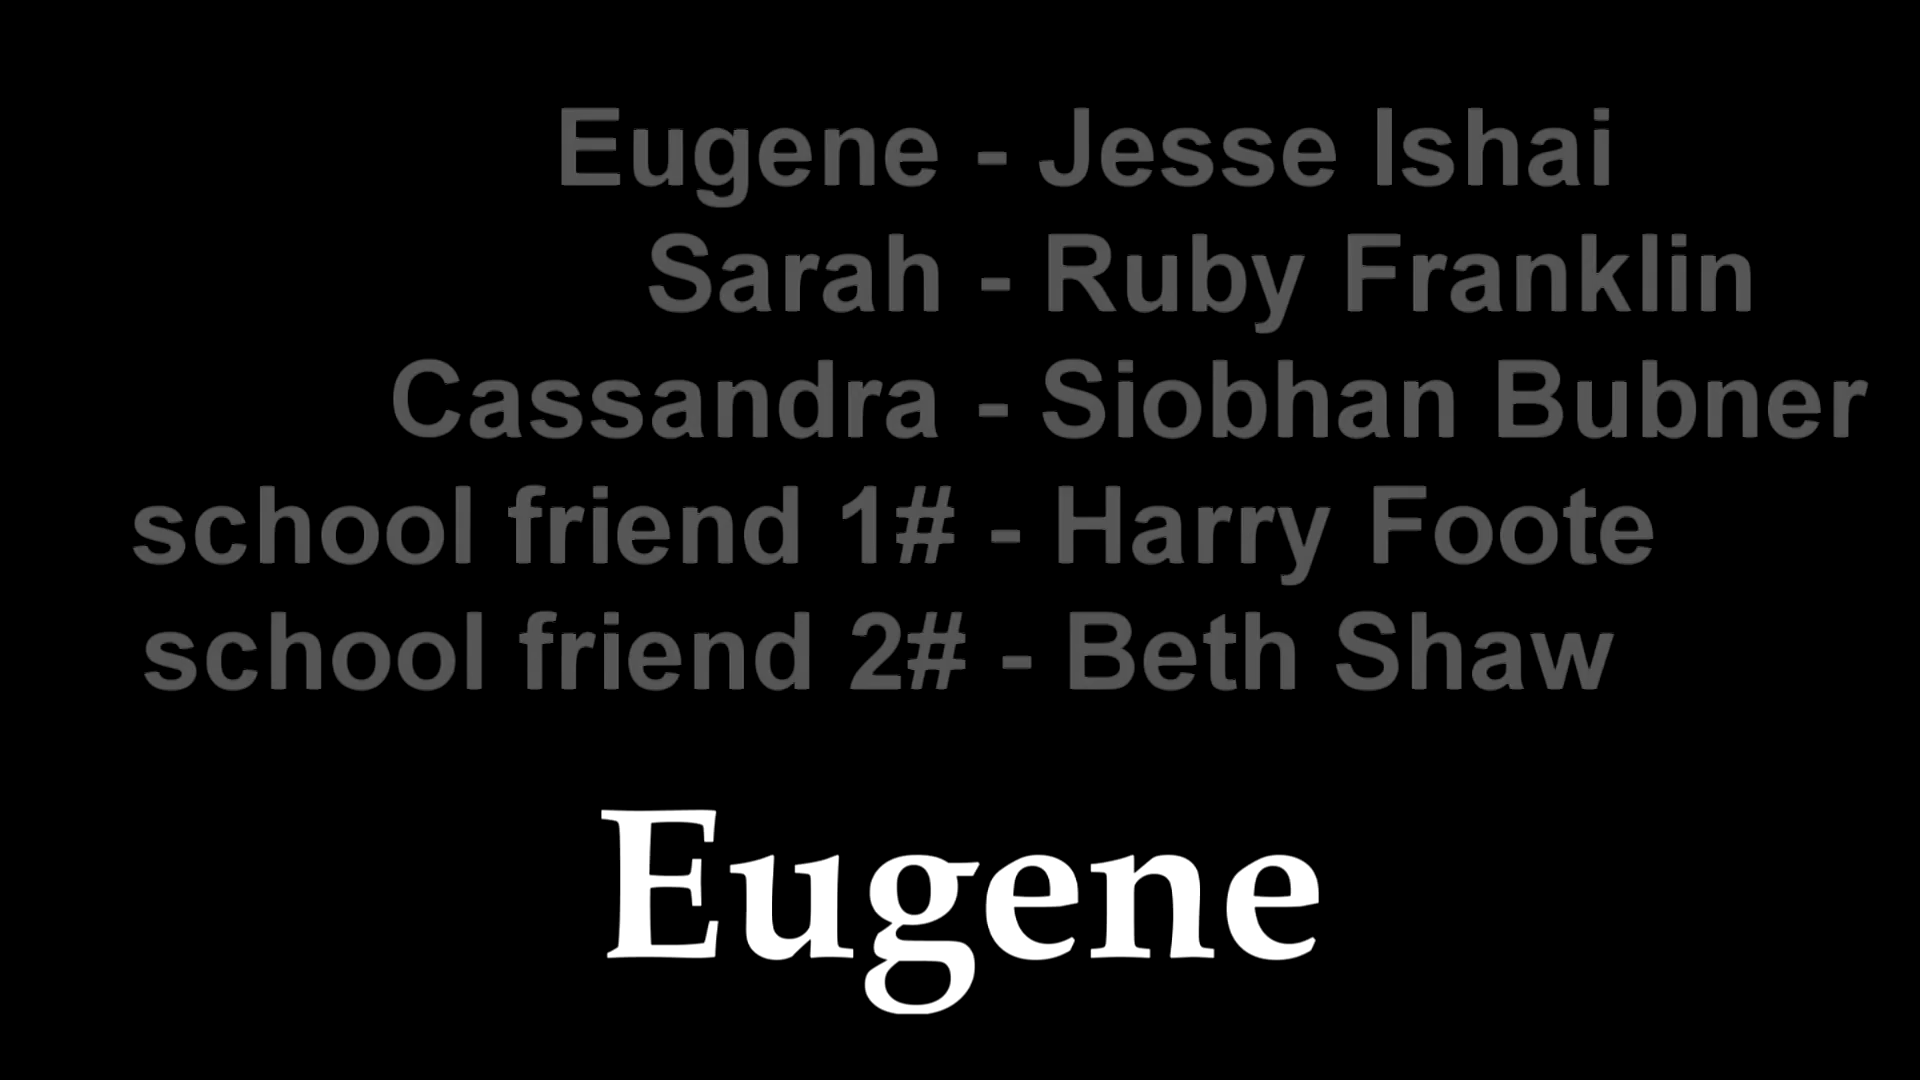 Eugene - Jesse Ishai
Sarah - Ruby Franklin
Cassandra - Siobhan Bubner
school friend 1# - Harry Foote
school friend 2# - Beth Shaw
Eugene